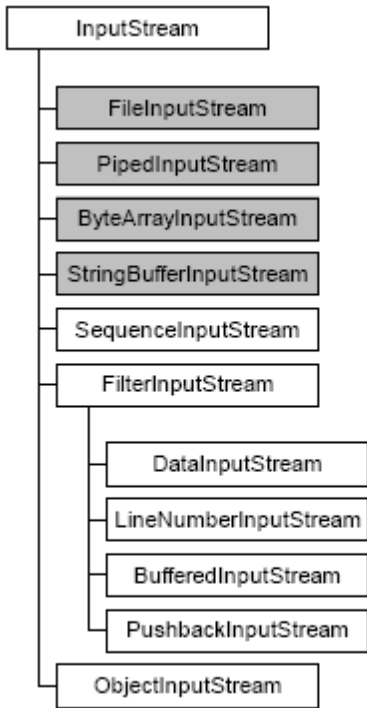 InputStream
FileInputStream
PipedInputStream
ByteArrayInputStream
StringBufferInputStream
SequenceInputStream
FilterInputStream
DataInputStream
LineNumberInputStream
BufferedInputStream
PushbackInputStream
ObjectInputStream